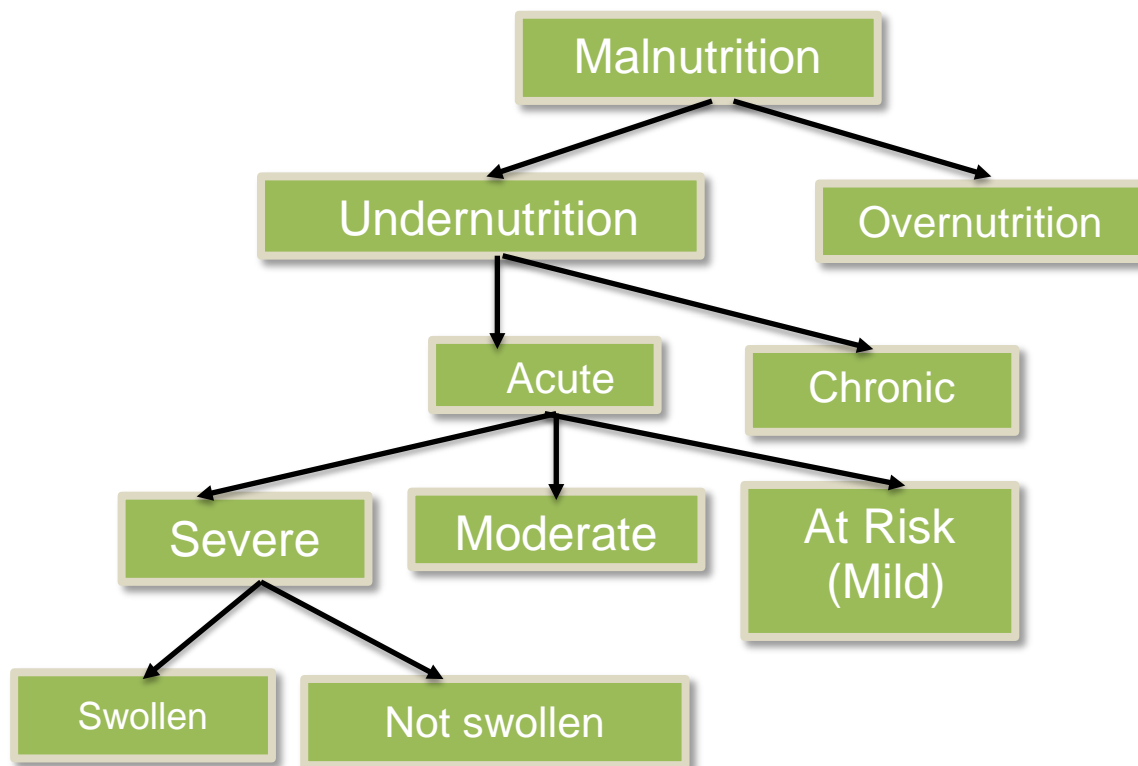 Malnutrition
Undernutrition
Overnutrition
Acute
Chronic
Severe
Moderate
At Risk
(Mild)
Swollen
Not swollen